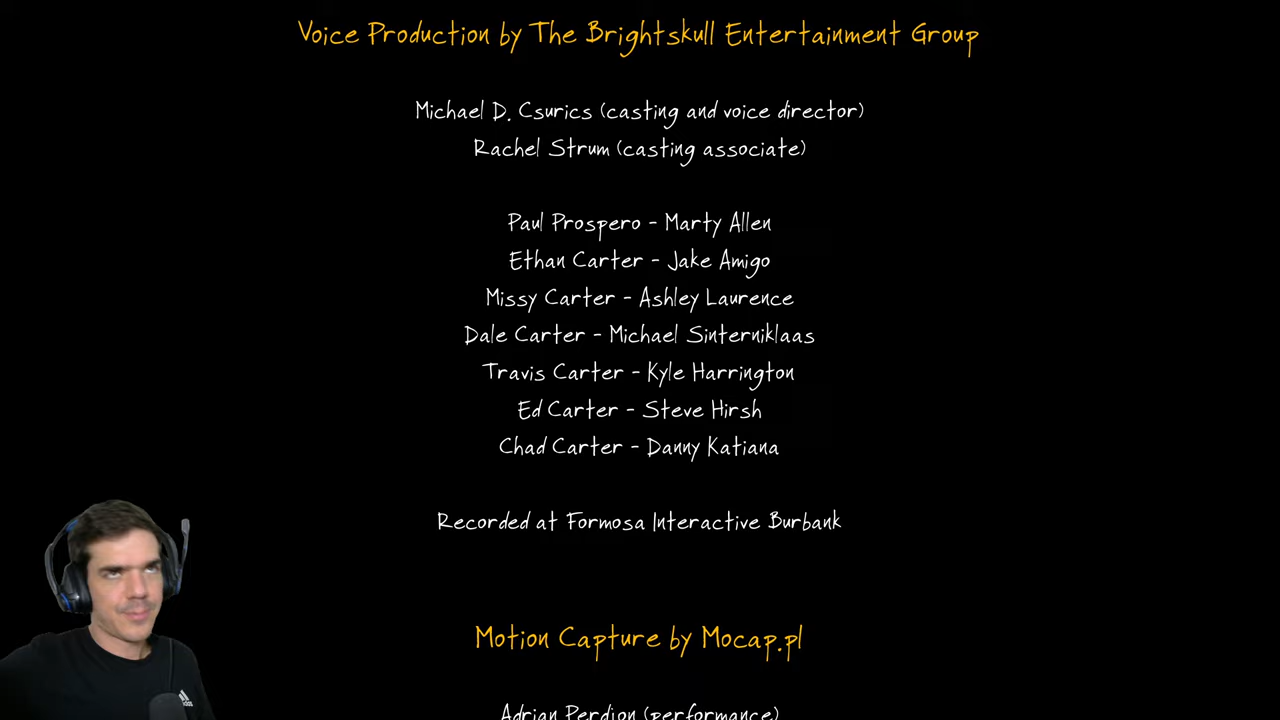 Voice Production by The Brightskull Entertainment Group
Michael D. Csurics (casting and voice director)
Rachel Strum (casting associate)
Paul Prospero - Marty Allen
Ethan Carter - Jake Amigo
Missy Carter - Ashley Laurence
Dale Carter - Michael Sinterniklaas
Travis Carter - Kyle Harrington
Ed Carter - Steve Hirsh
Chad Carter - Danny Katiana
Recorded at Formosa Interactive Burbank
Motion Capture by Mocap.pl
Adrian Perdjon (performance)